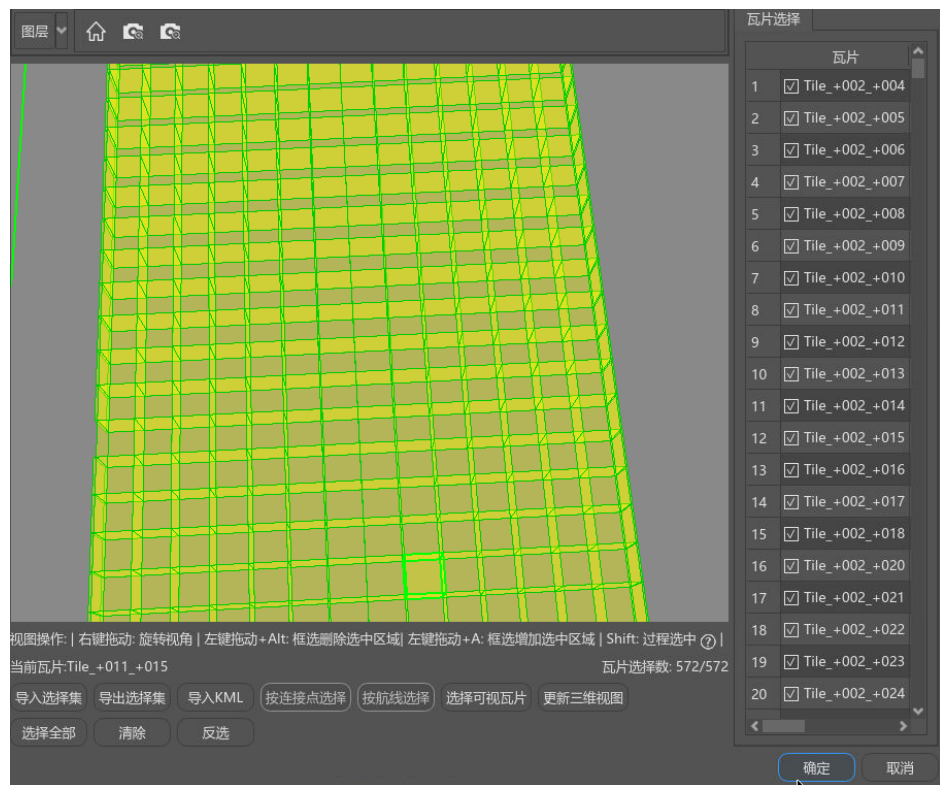 图层
瓦片选择
瓦片
1 Tile_+002_+004
2 Tile_+002_+005
3 Tile_+002_+006
4 Tile_+002_+007
5 Tile_+002_+008
6 Tile_+002_+009
7 Tile_+002_+010
8 Tile_+002_+011
9 Tile_+002_+012
10 Tile_+002_+013
11 Tile_+002_+014
12 Tile_+002_+015
13 Tile_+002_+016
14 Tile_+002_+017
15 Tile_+002_+018
16 Tile_+002_+020
17 Tile_+002_+021
18 Tile_+002_+022
19 Tile_+002_+023
20 Tile_+002_+024
视图操作: | 右键拖动: 旋转视角 | 左键拖动+Alt: 框选删除选中区域| 左键拖动+A: 框选增加选中区域 | Shift: 过程选中 ? |
当前瓦片:Tile_+011_+015 瓦片选择数: 572/572
导入选择集 导出选择集 导入KML 按连接点选择 按航线选择 选择可视瓦片 更新三维视图
选择全部 清除 反选
确定 取消